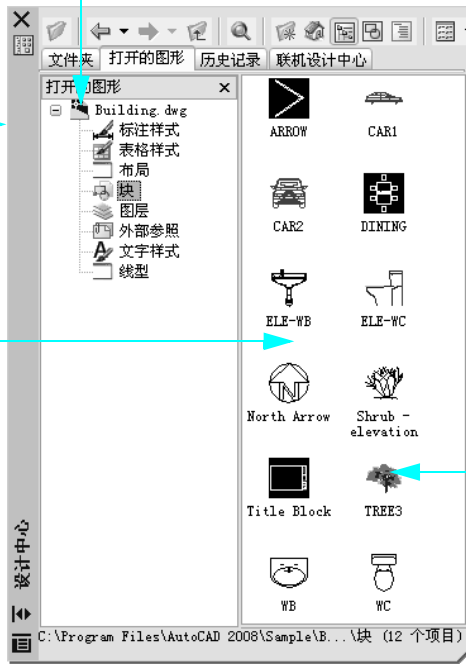 文件夹 打开的图形 历史记录 联机设计中心
打开的图形
Building.dwg
标注样式
表格样式
布局
块
图层
外部参照
文字样式
线型
ARROW CAR1
CAR2 DINING
ELE-WB ELE-WC
North Arrow Shrub -
elevation
Title Block TREE3
WB WC
设计中心
C:\Program Files\AutoCAD 2008\Sample\B...\块 (12 个项目)